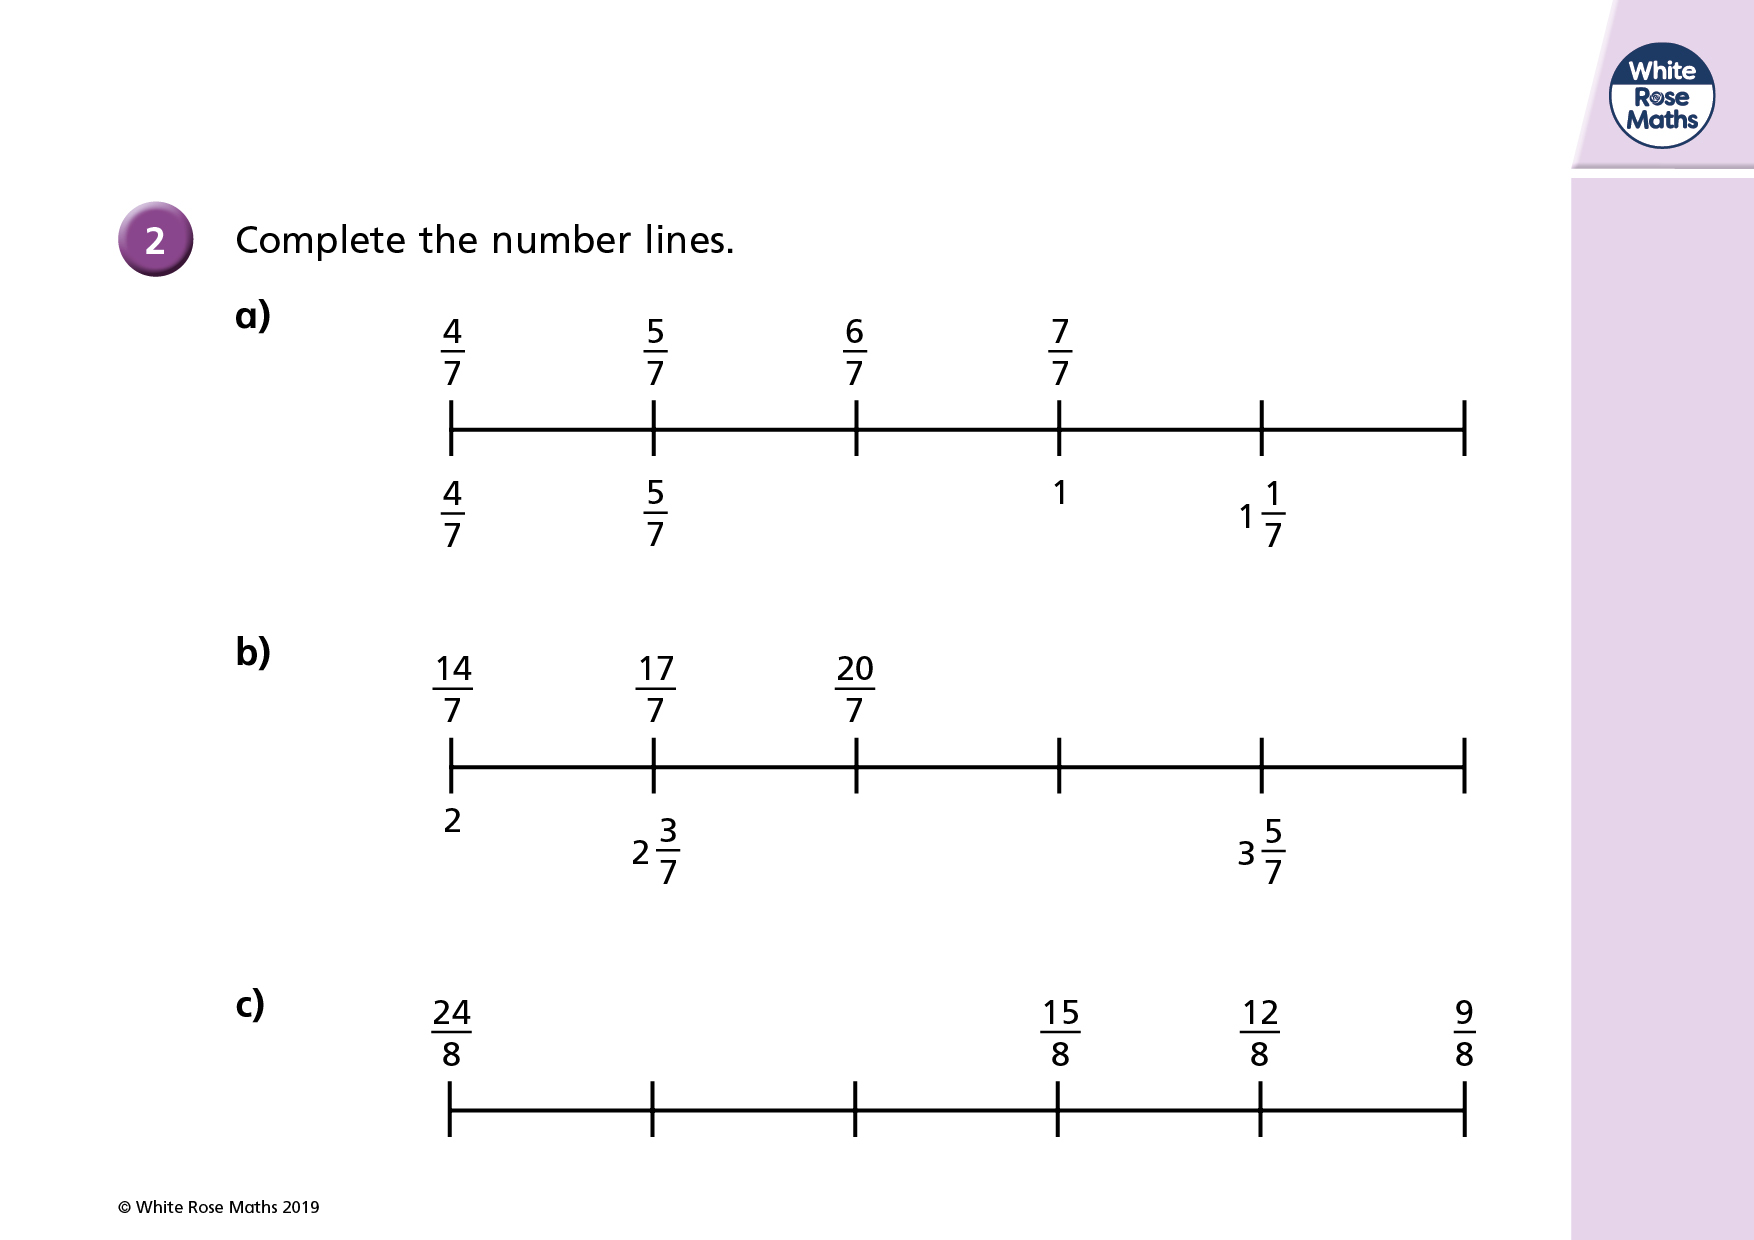 White
Rose
Maths
2 Complete the number lines.
a)
4/7 5/7 6/7 7/7
4/7 5/7 1 1 1/7
b)
14/7 17/7 20/7
2 2 3/7 3 5/7
c)
24/8 15/8 12/8 9/8
© White Rose Maths 2019